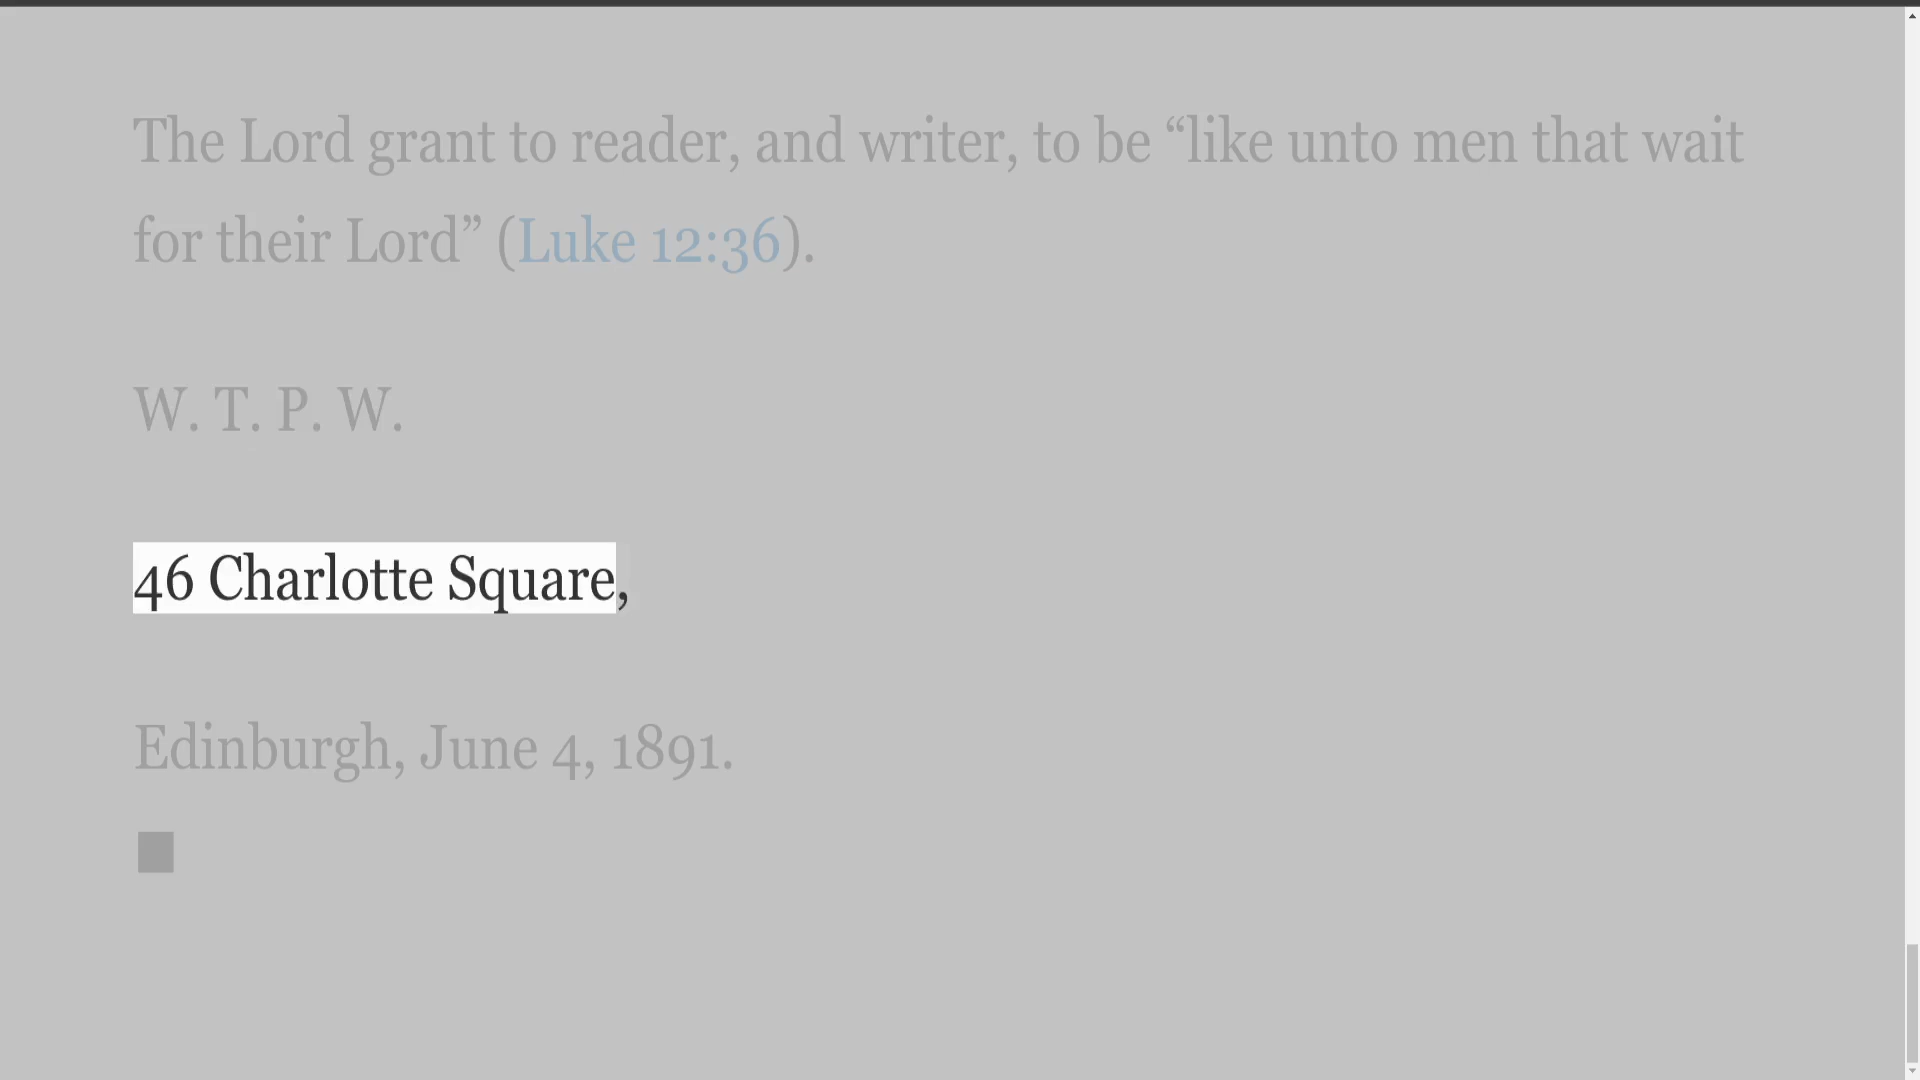 The Lord grant to reader, and writer, to be “like unto men that wait
for their Lord” (Luke 12:36).
W. T. P. W.
46 Charlotte Square,
Edinburgh, June 4, 1891.